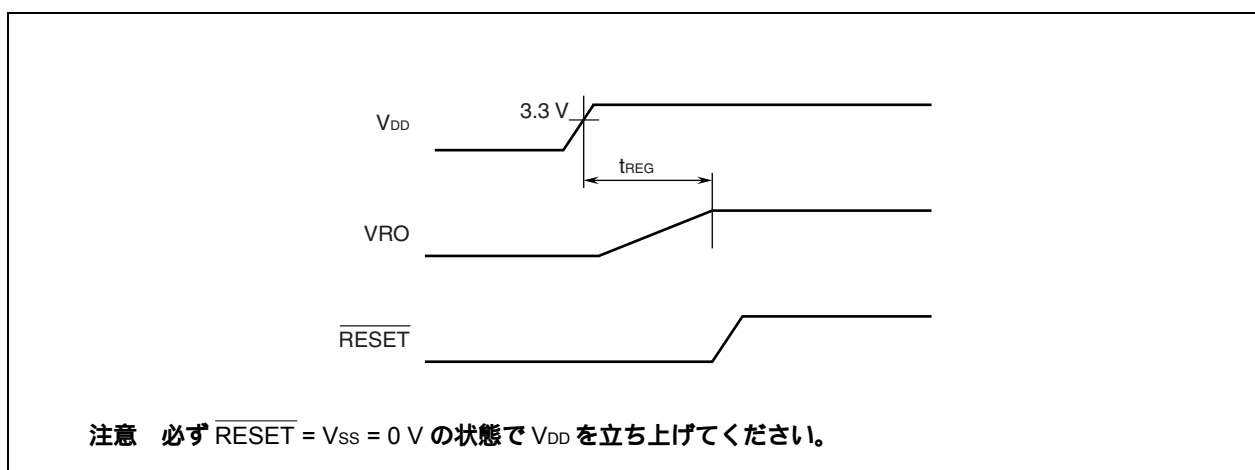 3.3 V
VDD
tREG
VRO
RESET
注意 必ず RESET = VSS = 0 V の状態で VDD を立ち上げてください。